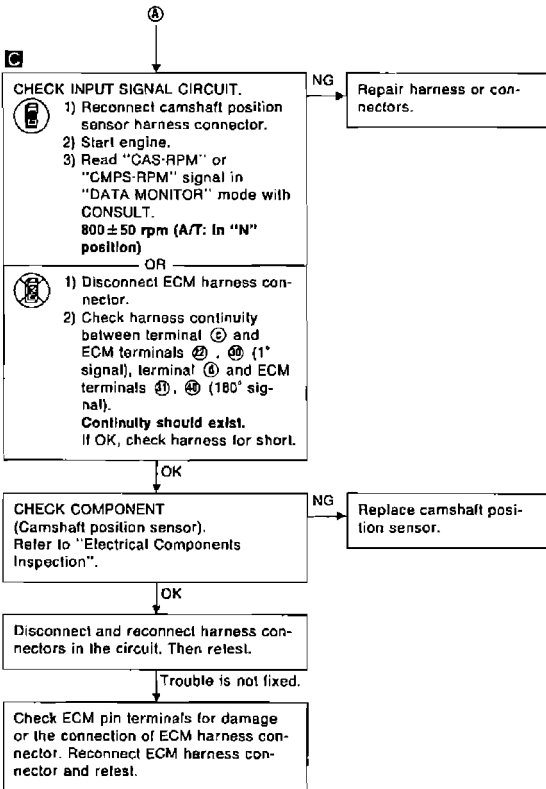 Ⓐ
C
CHECK INPUT SIGNAL CIRCUIT.
1) Reconnect camshaft position
sensor harness connector.
2) Start engine.
3) Read "CAS·RPM" or
"CMPS·RPM" signal in
"DATA MONITOR" mode with
CONSULT.
800±50 rpm (A/T: in "N"
position)
OR
1) Disconnect ECM harness con-
nector.
2) Check harness continuity
between terminal ⓒ and
ECM terminals ㉒ , ㉚ (1°
signal), terminal ⓓ and ECM
terminals ㉛, ㊵ (180° sig-
nal).
Continuity should exist.
If OK, check harness for short.
NG
Repair harness or con-
nectors.
OK
CHECK COMPONENT
(Camshaft position sensor).
Refer to "Electrical Components
Inspection".
NG
Replace camshaft posi-
tion sensor.
OK
Disconnect and reconnect harness con-
nectors in the circuit. Then retest.
Trouble is not fixed.
Check ECM pin terminals for damage
or the connection of ECM harness con-
nector. Reconnect ECM harness con-
nector and retest.